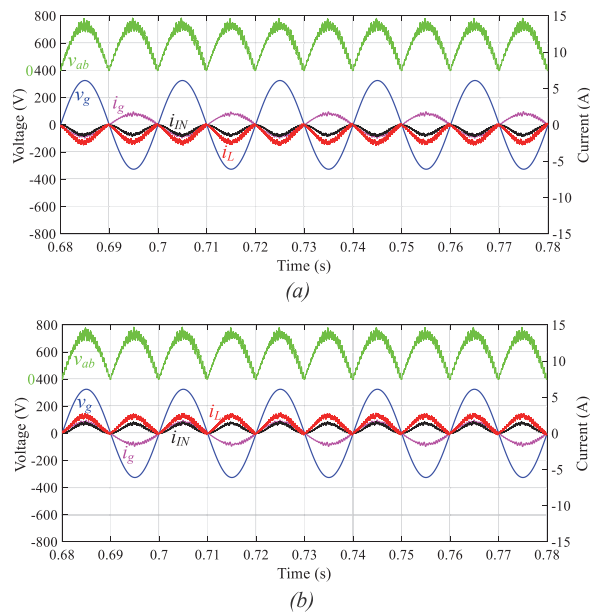 800
600
400
200
0
-200
-400
-600
-800
Voltage (V)
0
15
10
5
0
-5
-10
-15
Current (A)
v_ab
v_g
i_g
i_IN
i_L
0.68 0.69 0.7 0.71 0.72 0.73 0.74 0.75 0.76 0.77 0.78
Time (s)
(a)
800
600
400
200
0
-200
-400
-600
-800
Voltage (V)
0
15
10
5
0
-5
-10
-15
Current (A)
v_ab
v_g
i_L
i_IN
i_g
0.68 0.69 0.7 0.71 0.72 0.73 0.74 0.75 0.76 0.77 0.78
Time (s)
(b)